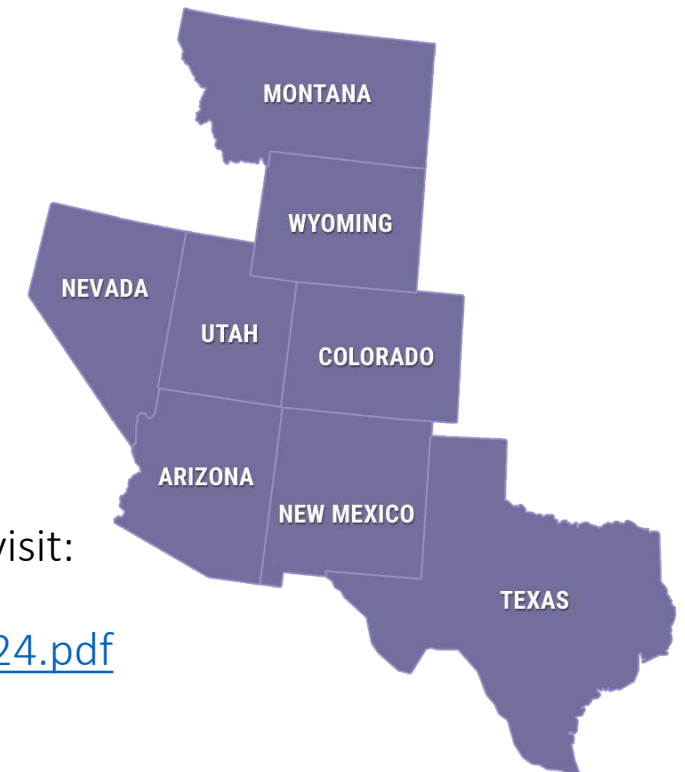 MONTANA
WYOMING
NEVADA
UTAH
COLORADO
ARIZONA
NEW MEXICO
visit:
TEXAS
24.pdf